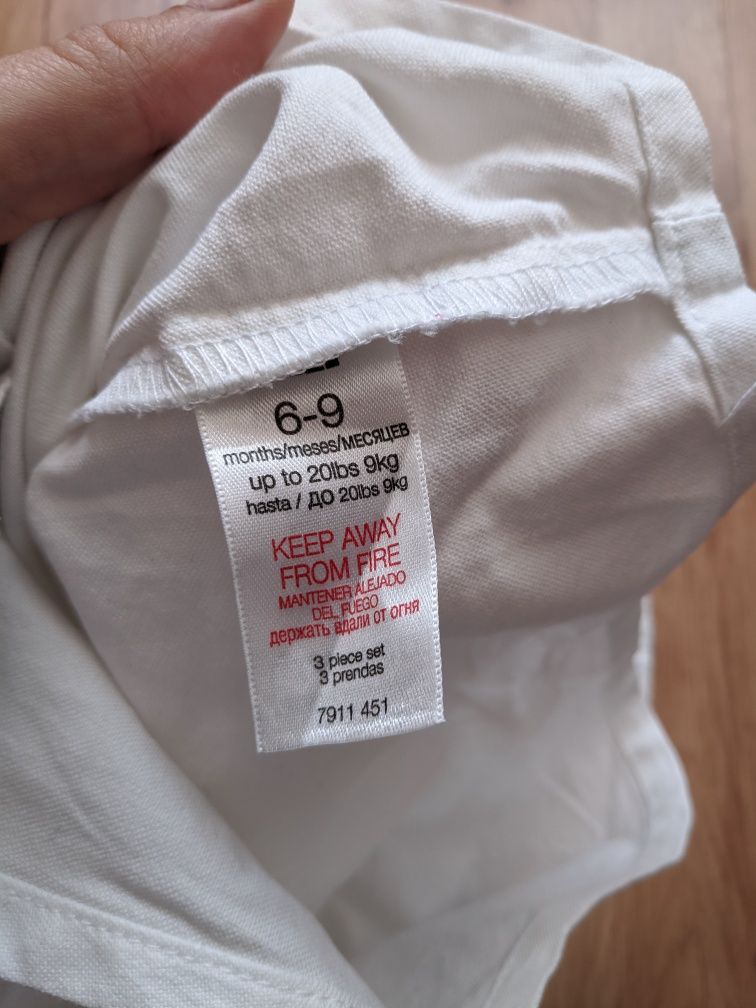 6-9
months/meses/МЕСЯЦЕВ
up to 20lbs 9kg
hasta / ДО 20lbs 9kg
KEEP AWAY
FROM FIRE
MANTENER ALEJADO
DEL FUEGO
держать вдали от огня
3 piece set
3 prendas
7911 451